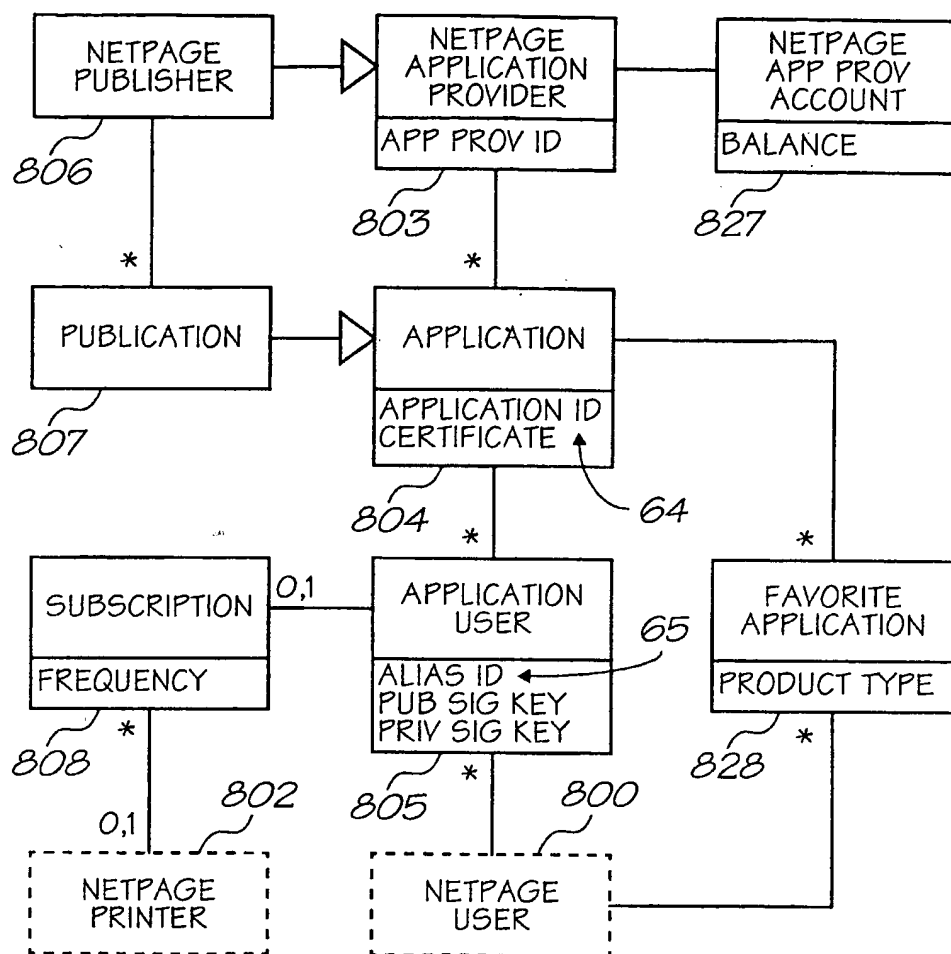 NETPAGE
PUBLISHER
NETPAGE
APPLICATION
PROVIDER
APP PROV ID
NETPAGE
APP PROV
ACCOUNT
BALANCE
806
803
827
*
*
PUBLICATION
APPLICATION
APPLICATION ID
CERTIFICATE
807
804
64
*
*
SUBSCRIPTION
FREQUENCY
0,1
APPLICATION
USER
ALIAS ID
PUB SIG KEY
PRIV SIG KEY
65
FAVORITE
APPLICATION
PRODUCT TYPE
808
*
805
*
828
*
802
800
0,1
NETPAGE
PRINTER
NETPAGE
USER